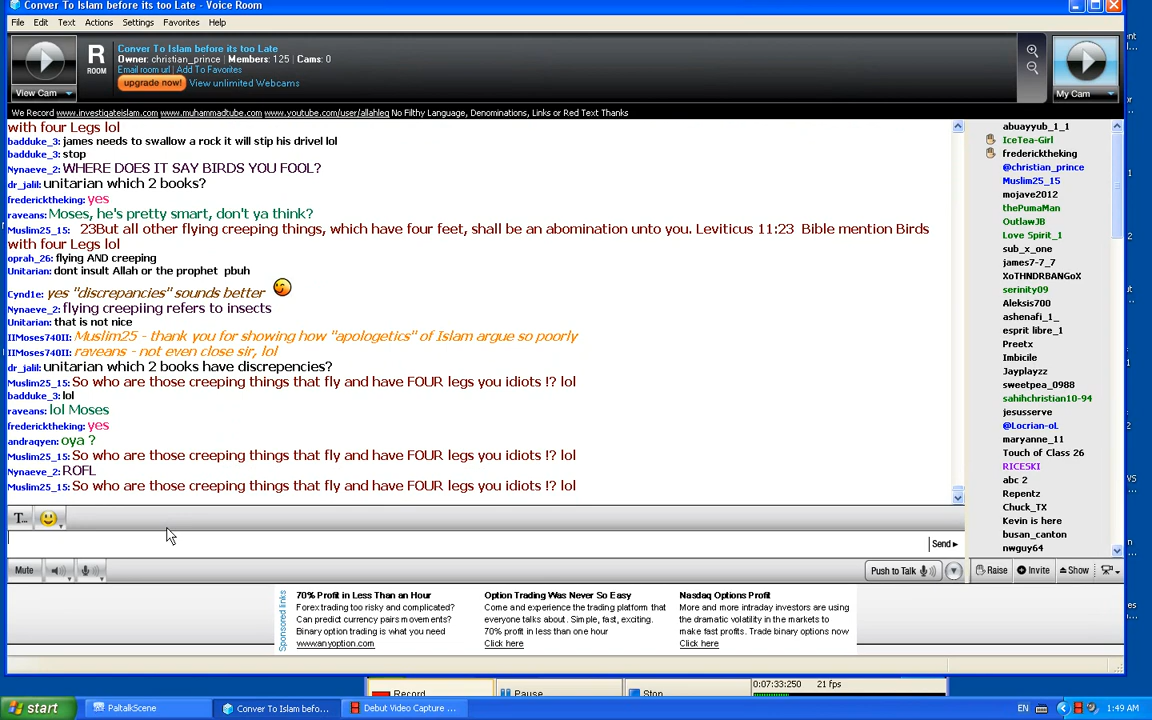 Conver To Islam before its too Late - Voice Room
File Edit Text Actions Settings Favorites Help
R
ROOM
Conver To Islam before its too Late
Owner: christian_prince | Members: 125 | Cams: 0
Email room url | Add To Favorites
upgrade now! View unlimited Webcams
View Cam
My Cam
We Record www.investigateislam.com www.muhammadtube.com www.youtube.com/user/allahleg No Filthy Language, Denominations, Links or Red Text Thanks
with four Legs lol
badduke_3: james needs to swallow a rock it will stip his drivel lol
badduke_3: stop
Nynaeve_2: WHERE DOES IT SAY BIRDS YOU FOOL?
dr_jalil: unitarian which 2 books?
fredericktheking: yes
raveans: Moses, he's pretty smart, don't ya think?
Muslim25_15: 23But all other flying creeping things, which have four feet, shall be an abomination unto you. Leviticus 11:23 Bible mention Birds
with four Legs lol
oprah_26: flying AND creeping
Unitarian: dont insult Allah or the prophet pbuh
Cynd1e: yes "discrepancies" sounds better
Nynaeve_2: flying creepiing refers to insects
Unitarian: that is not nice
IIMoses740II: Muslim25 - thank you for showing how "apologetics" of Islam argue so poorly
IIMoses740II: raveans - not even close sir, lol
dr_jalil: unitarian which 2 books have discrepencies?
Muslim25_15: So who are those creeping things that fly and have FOUR legs you idiots !? lol
badduke_3: lol
raveans: lol Moses
fredericktheking: yes
andraqyen: oya ?
Muslim25_15: So who are those creeping things that fly and have FOUR legs you idiots !? lol
Nynaeve_2: ROFL
Muslim25_15: So who are those creeping things that fly and have FOUR legs you idiots !? lol
abuayyub_1_1
IceTea-Girl
fredericktheking
@christian_prince
Muslim25_15
mojave2012
thePumaMan
OutlawJB
Love Spirit_1
sub_x_one
james7-7_7
XoTHNDRBANGoX
serinity09
Aleksis700
ashenafi_1_
esprit libre_1
Preetx
Imbicile
Jayplayzz
sweetpea_0988
sahihchristian10-94
jesusserve
@Locrian-oL
maryanne_11
Touch of Class 26
RICESKI
abc 2
Repentz
Chuck_TX
Kevin is here
busan_canton
nwguy64
T...
Send
Mute
Push to Talk
Raise Invite Show
Sponsored links
70% Profit in Less Than an Hour
Forex trading too risky and complicated?
Can predict currency pairs movements?
Binary option trading is what you need
www.anyoption.com
Option Trading Was Never So Easy
Come and experience the trading platform that
everyone talks about. Simple, fast, exciting.
70% profit in less than one hour
Click here
Nasdaq Options Profit
More and more intraday investors are using
the dramatic volatility in the markets to
make fast profits. Trade binary options now
Click here
Record Pause Stop 0:07:33:250 21 fps
start PaltalkScene Conver To Islam befo... Debut Video Capture ... EN 1:49 AM